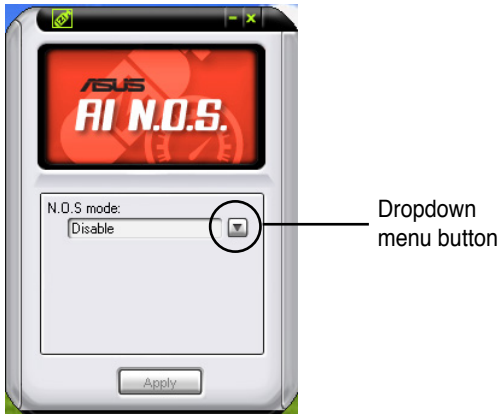 ASUS
AI N.O.S.
N.O.S mode:
Disable
Dropdown
menu button
Apply